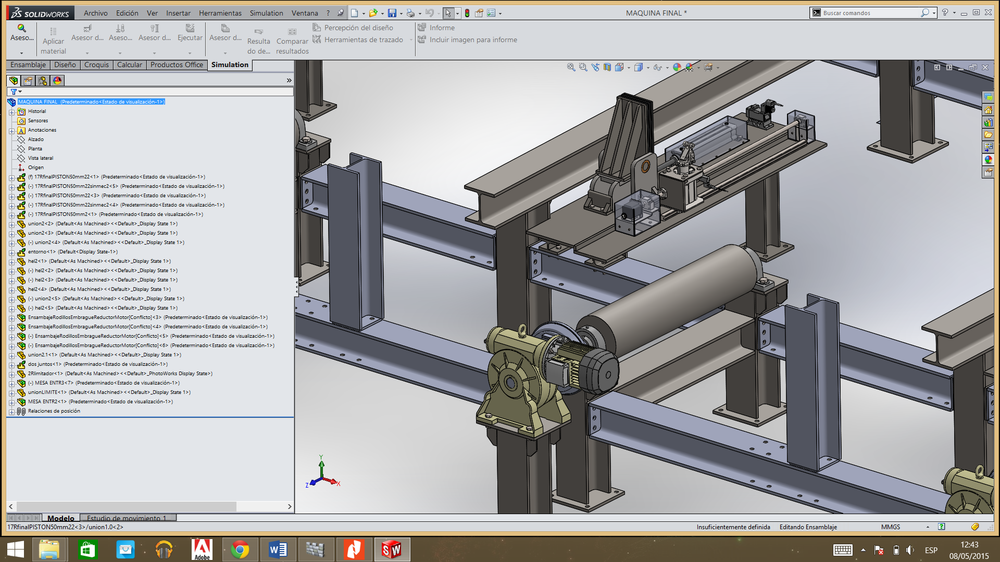 SOLIDWORKS Archivo Edición Ver Insertar Herramientas Simulation Ventana ? MAQUINA FINAL * Buscar comandos
Aseso... Aplicar material Asesor d... Aseso... Asesor d... Ejecutar Asesor d... Resulta do de... Comparar resultados
Percepción del diseño
Herramientas de trazado
Informe
Incluir imagen para informe
Ensamblaje Diseño Croquis Calcular Productos Office Simulation
MAQUINA FINAL (Predeterminado<Estado de visualización-1>)
Historial
Sensores
Anotaciones
Alzado
Planta
Vista lateral
Origen
(f) 17RfinalPISTON50mm22<1> (Predeterminado<Estado de visualización-1>)
(-) 17RfinalPISTON50mm22sinmec2<5> (Predeterminado<Estado de visualización-1>)
(-) 17RfinalPISTON50mm22<3> (Predeterminado<Estado de visualización-1>)
(-) 17RfinalPISTON50mm22sinmec2<4> (Predeterminado<Estado de visualización-1>)
(-) 17RfinalPISTON50mm2<1> (Predeterminado<Estado de visualización-1>)
union2<2> (Default<As Machined><<Default>_Display State 1>)
union2<3> (Default<As Machined><<Default>_Display State 1>)
(-) union2<4> (Default<As Machined><<Default>_Display State 1>)
entorno<1> (Default<Display State-1>)
hel2<1> (Default<As Machined><<Default>_Display State 1>)
(-) hel2<2> (Default<As Machined><<Default>_Display State 1>)
(-) hel2<3> (Default<As Machined><<Default>_Display State 1>)
hel2<4> (Default<As Machined><<Default>_Display State 1>)
(-) union2<5> (Default<As Machined><<Default>_Display State 1>)
(-) hel2<5> (Default<As Machined><<Default>_Display State 1>)
EnsambajeRodillosEmbragueReductorMotor[Conflicto]<3> (Predeterminado<Estado de visualización-1>)
EnsambajeRodillosEmbragueReductorMotor[Conflicto]<4> (Predeterminado<Estado de visualización-1>)
(-) EnsambajeRodillosEmbragueReductorMotor[Conflicto]<5> (Predeterminado<Estado de visualización-1>)
(-) EnsambajeRodillosEmbragueReductorMotor[Conflicto]<6> (Predeterminado<Estado de visualización-1>)
union2.1<1> (Default<As Machined><<Default>_Display State 1>)
dos juntos<1> (Predeterminado<Estado de visualización-1>)
2Rlimitador<1> (Default<As Machined><<Default>_PhotoWorks Display State>)
(-) MESA ENTR3<7> (Predeterminado<Estado de visualización-1>)
unionLIMITE<1> (Default<As Machined><<Default>_Display State 1>)
MESA ENTR2<1> (Predeterminado<Estado de visualización-1>)
Relaciones de posición
Y
Z X
Modelo Estudio de movimiento 1
17RfinalPISTON50mm22<3>/union1.0<2> Insuficientemente definida Editando Ensamblaje MMGS
Adobe
ESP
12:43
08/05/2015